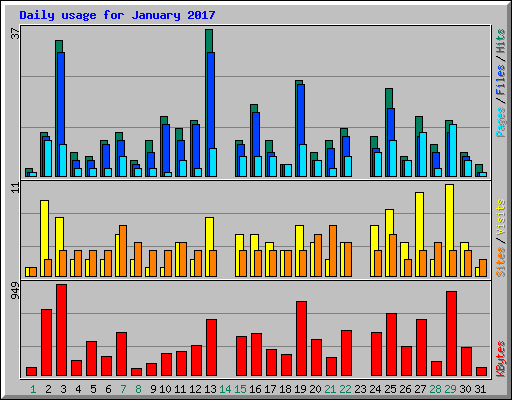 Daily usage for January 2017
37
Pages / Files / Hits
11
Sites / Visits
949
KBytes
1 2 3 4 5 6 7 8 9 10 11 12 13 14 15 16 17 18 19 20 21 22 23 24 25 26 27 28 29 30 31